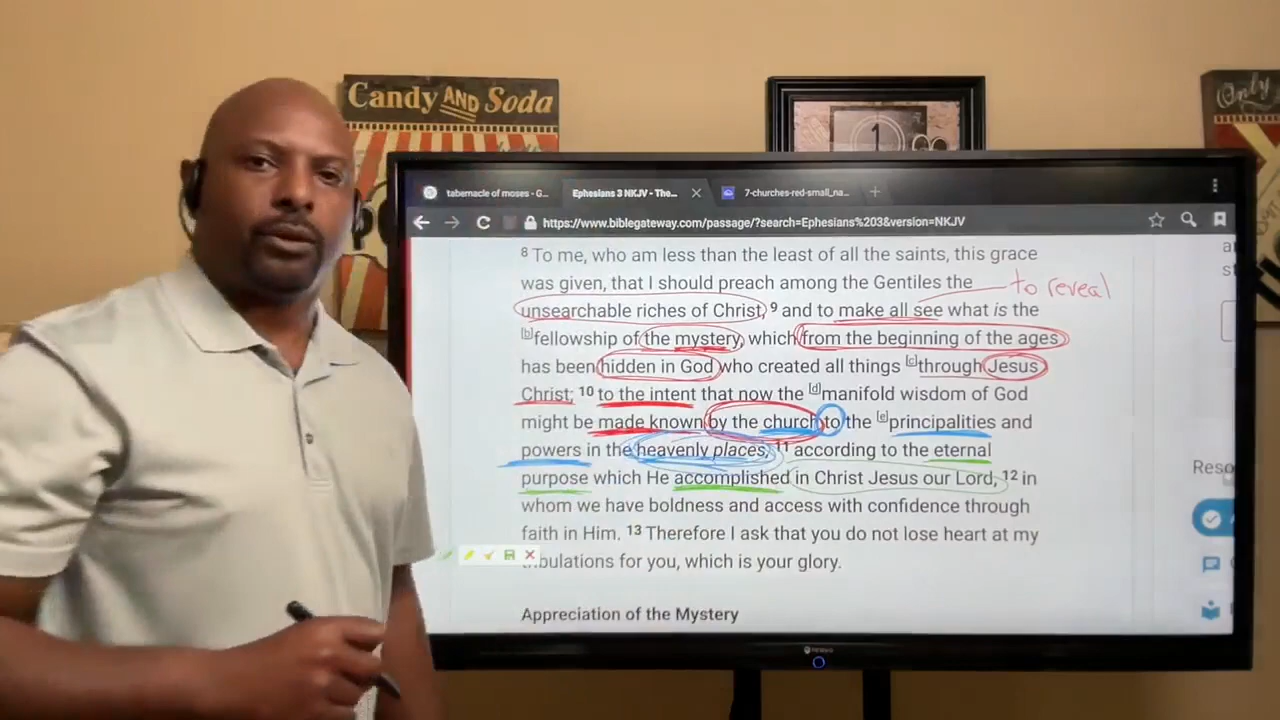 Candy AND Soda
Only
1
tabernacle of moses - G...
Ephesians 3 NKJV - The...
7-churches-red-small_na...
https://www.biblegateway.com/passage/?search=Ephesians%203&version=NKJV
8 To me, who am less than the least of all the saints, this grace
was given, that I should preach among the Gentiles the
to reveal
unsearchable riches of Christ, 9 and to make all see what is the
[b]fellowship of the mystery, which from the beginning of the ages
has been hidden in God who created all things [c]through Jesus
Christ; 10 to the intent that now the [d]manifold wisdom of God
might be made known by the church to the [e]principalities and
powers in the heavenly places, 11 according to the eternal
purpose which He accomplished in Christ Jesus our Lord, 12 in
whom we have boldness and access with confidence through
faith in Him. 13 Therefore I ask that you do not lose heart at my
tribulations for you, which is your glory.
Appreciation of the Mystery
Reso